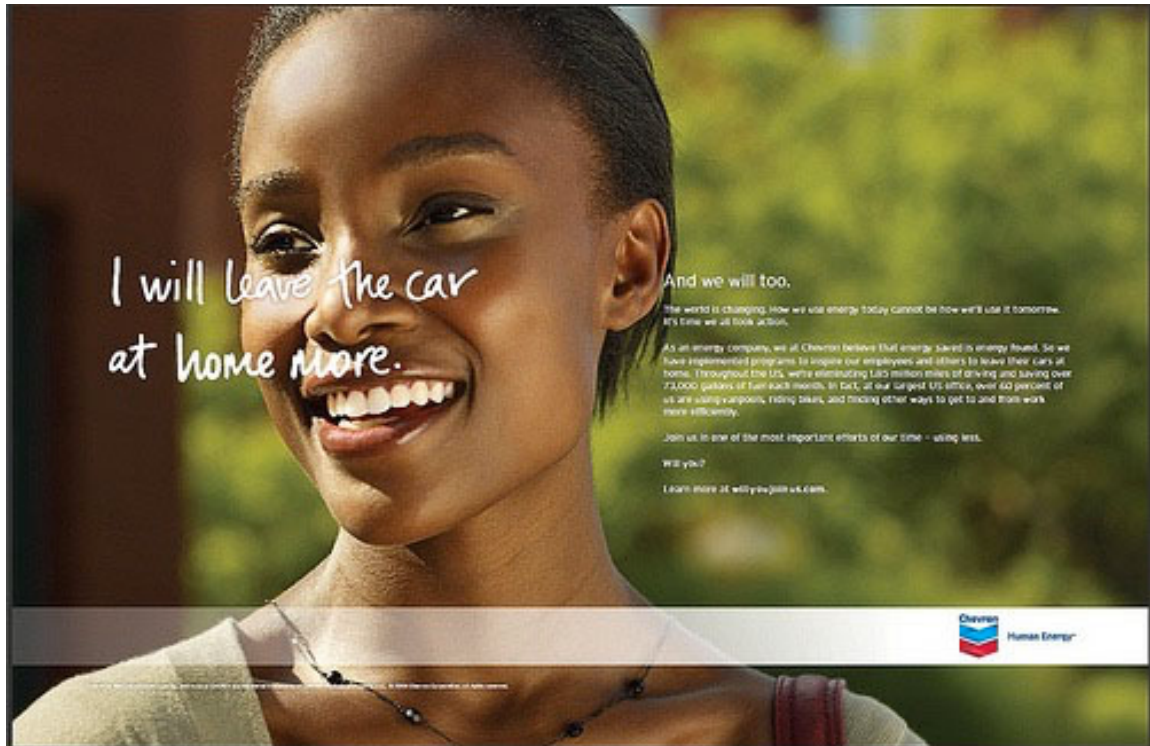 I will leave the car
at home more.
And we will too.
The world is changing. How we use energy today cannot be how we'll use it tomorrow.
It's time we all took action.
As an energy company, we at Chevron believe that energy saved is energy found. So we
have implemented programs to inspire our employees and others to leave their cars at
home. Throughout the US, we're eliminating 1.85 million miles of driving and saving over
73,000 gallons of fuel each month. In fact, at our largest US office, over 60 percent of
us are using vanpools, riding bikes, and finding other ways to get to and from work
more efficiently.
Join us in one of the most important efforts of our time – using less.
Will you?
Learn more at willyoujoinus.com.
Chevron
Human Energy™